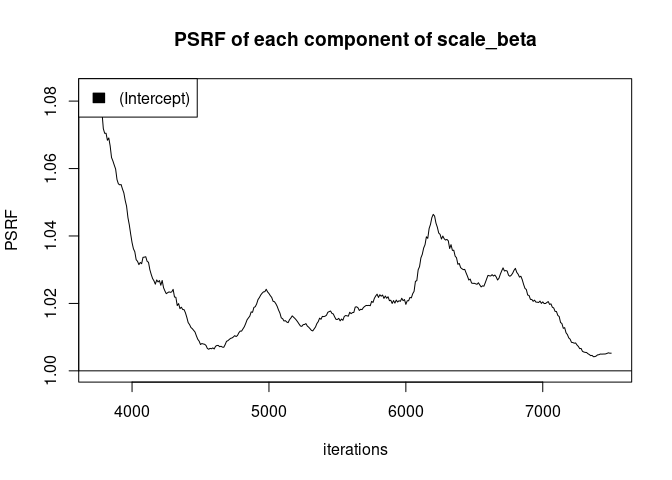 PSRF of each component of scale_beta
(Intercept)
PSRF
1.08
1.06
1.04
1.02
1.00
4000 5000 6000 7000
iterations